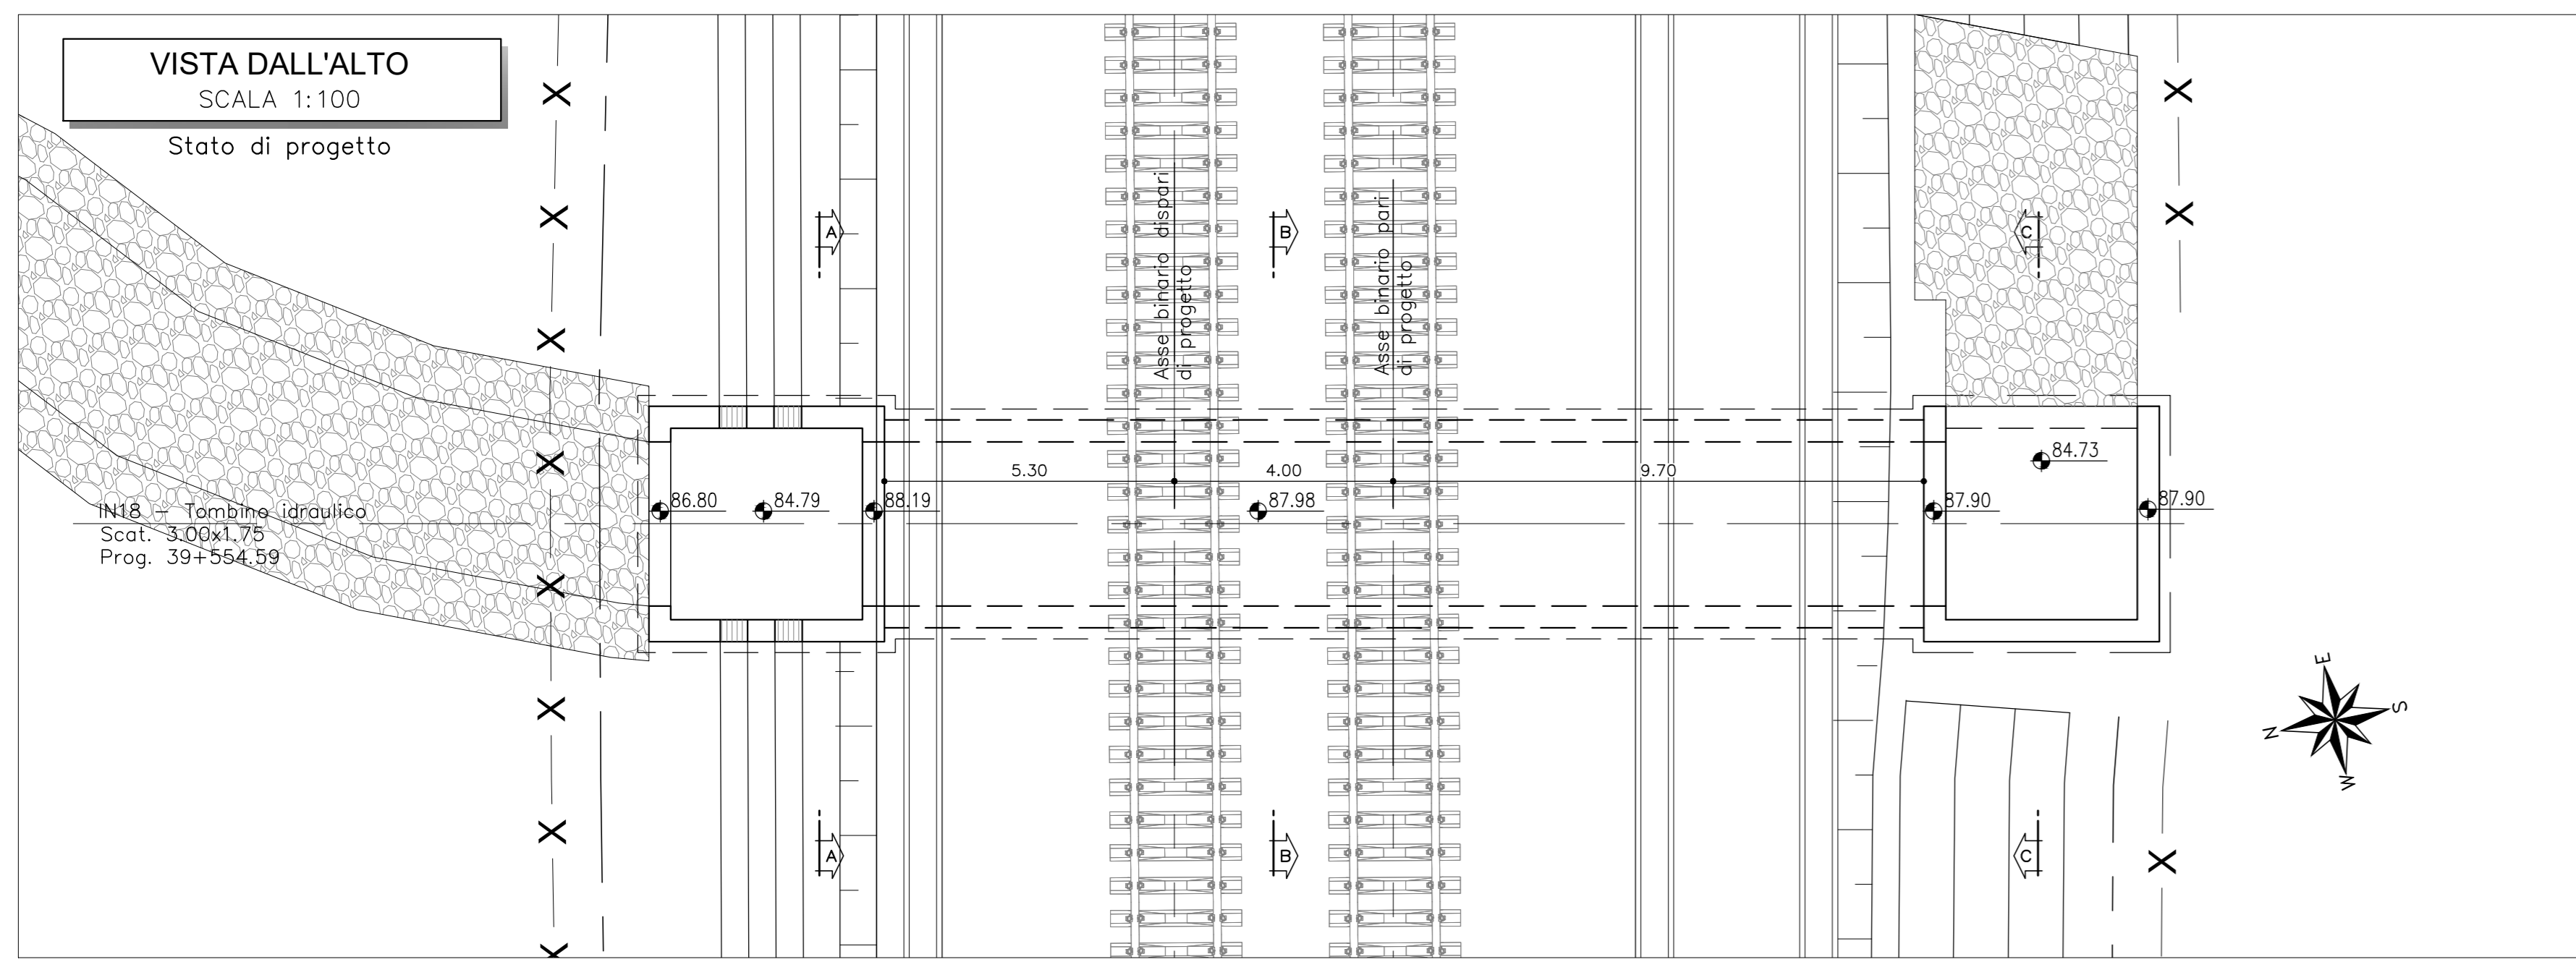 VISTA DALL'ALTO
SCALA 1:100
Stato di progetto
X
X
X
X
X
X
X
X
X
X
X
A
B
C
Asse binario dispari
di progetto
Asse binario pari
di progetto
5.30
4.00
9.70
84.73
86.80
84.79
88.19
87.98
87.90
87.90
IN18 - Tombino idraulico
Scat. 3.00x1.75
Prog. 39+554.59
A
B
C
E
S
N
W